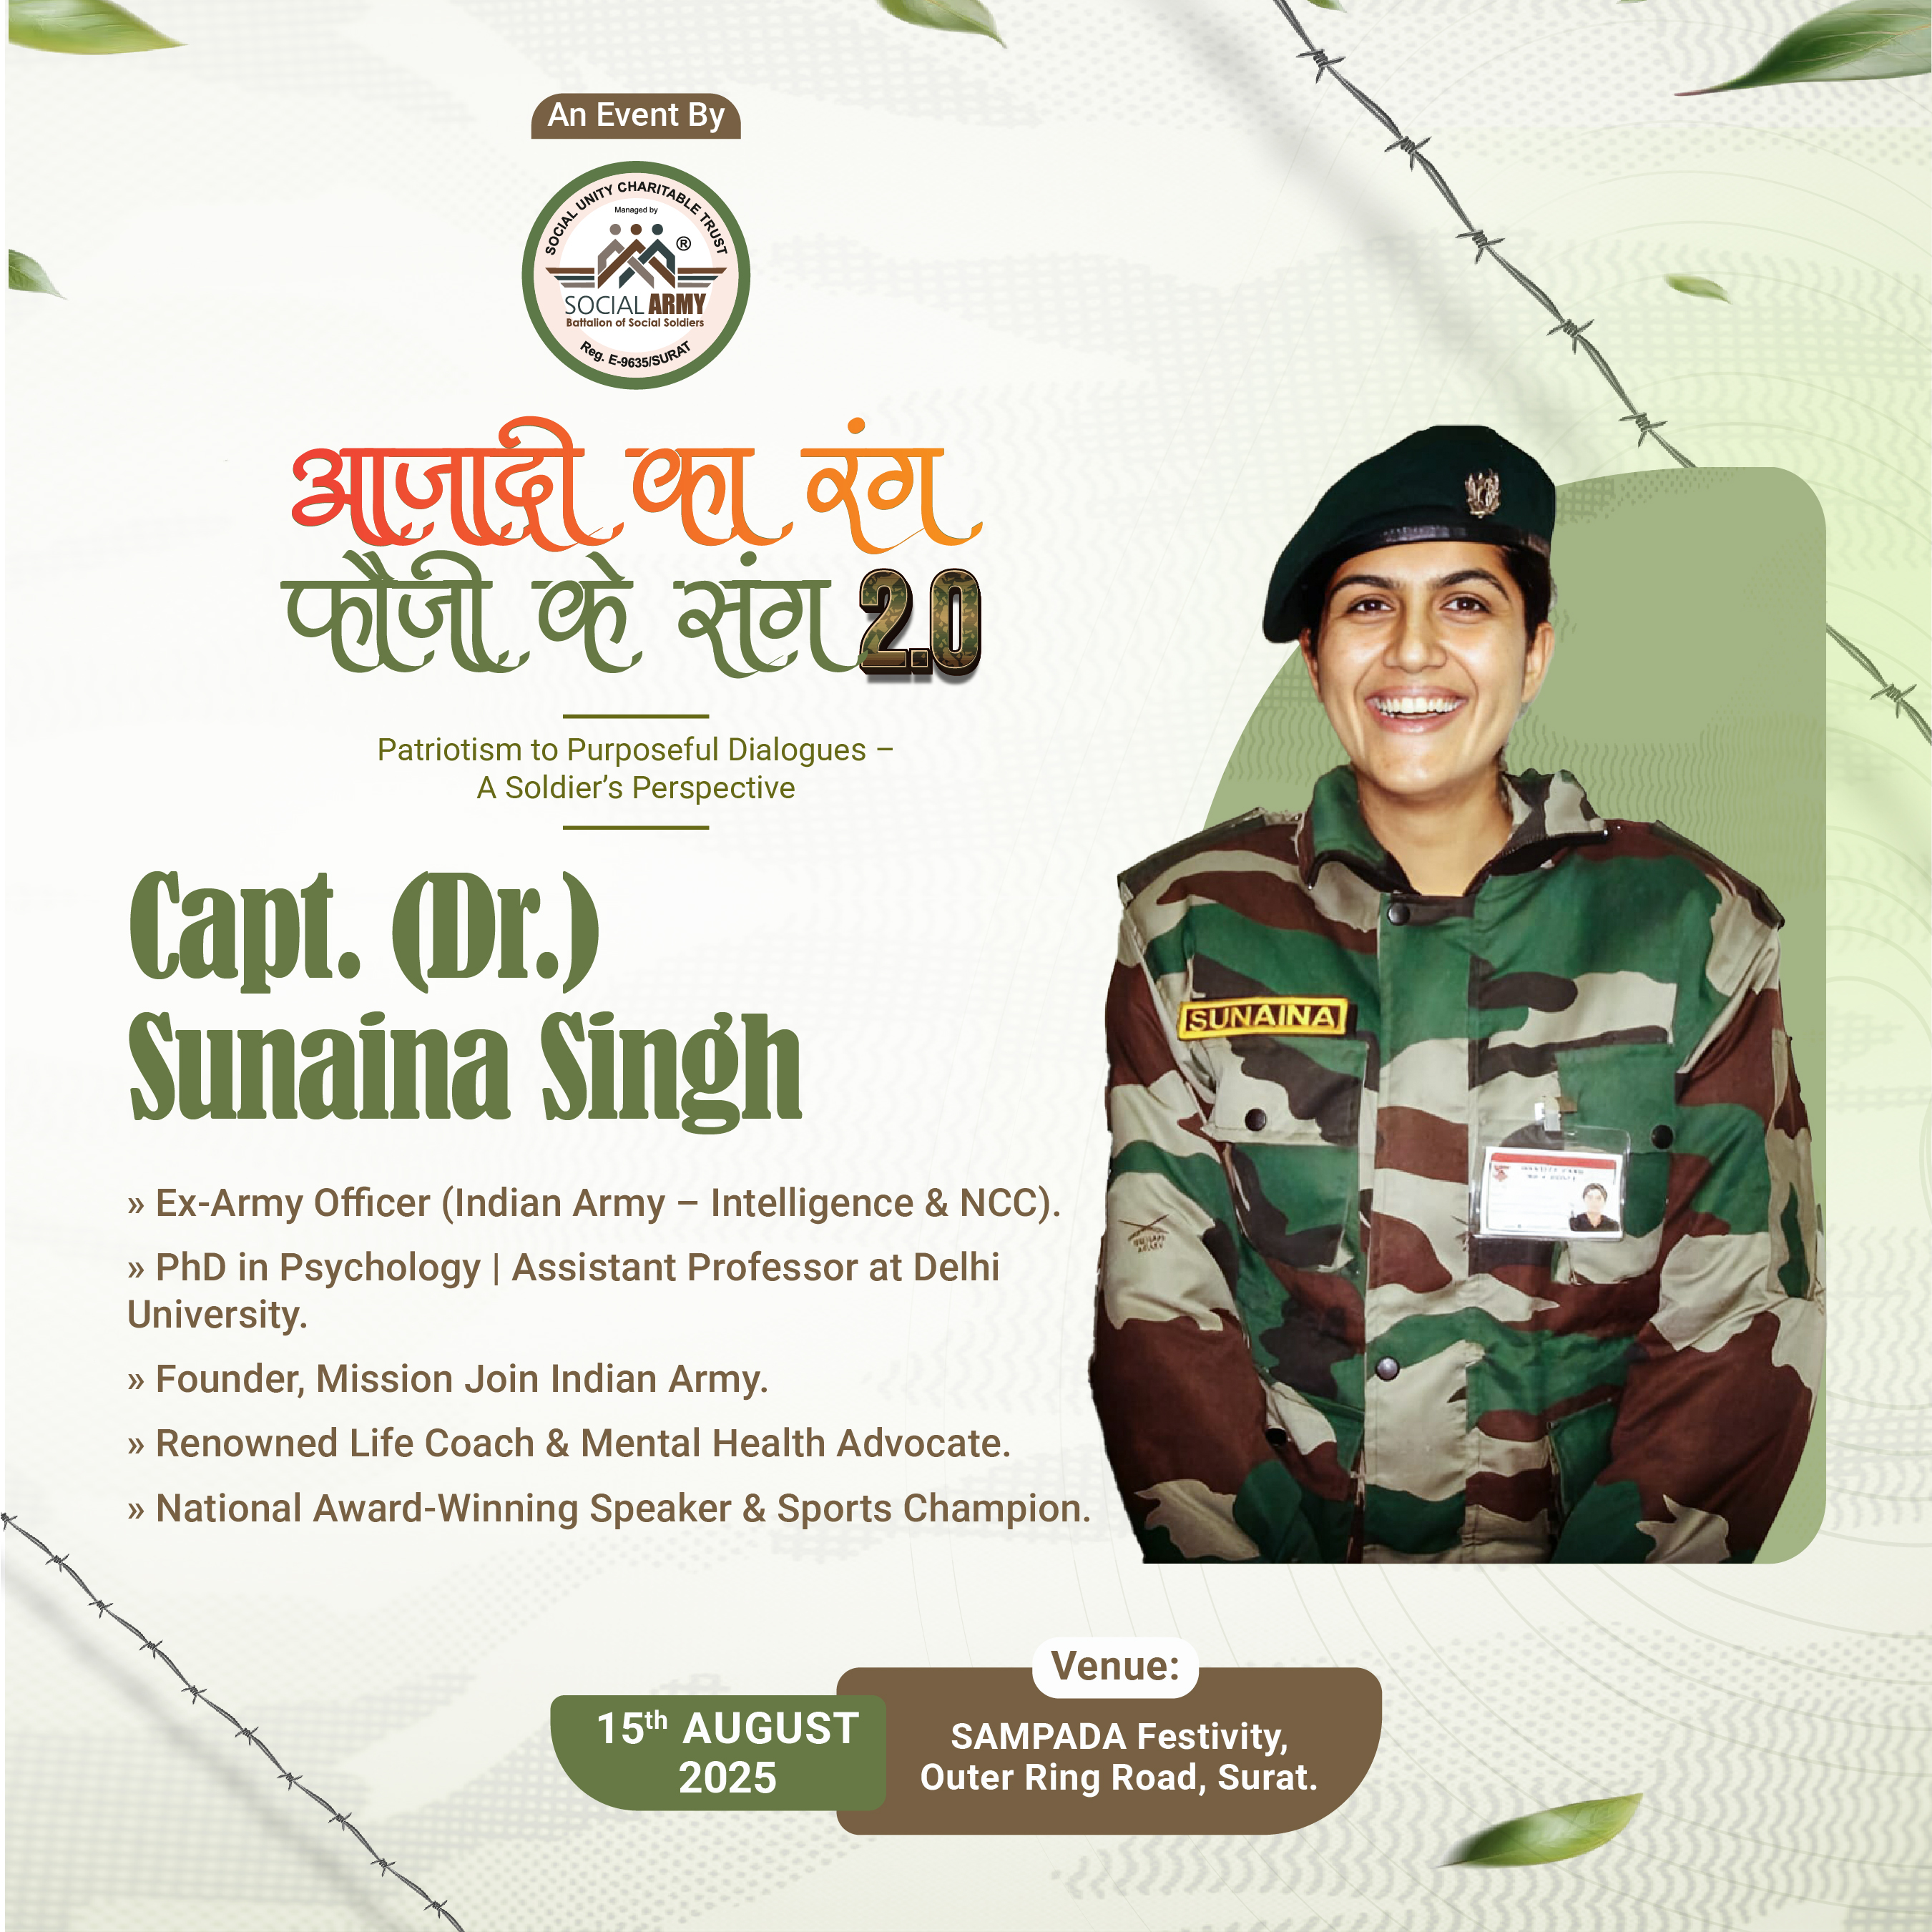 An Event By
SOCIAL UNITY CHARITABLE TRUST
Managed by
®
SOCIAL ARMY
Battalion of Social Soldiers
Reg. E-9635/SURAT
आज़ादी का रंग
फौजी के संग 2.0
Patriotism to Purposeful Dialogues –
A Soldier’s Perspective
Capt. (Dr.)
Sunaina Singh
SUNAINA
» Ex-Army Officer (Indian Army – Intelligence & NCC).
» PhD in Psychology | Assistant Professor at Delhi
University.
» Founder, Mission Join Indian Army.
» Renowned Life Coach & Mental Health Advocate.
» National Award-Winning Speaker & Sports Champion.
15th AUGUST
2025
Venue:
SAMPADA Festivity,
Outer Ring Road, Surat.